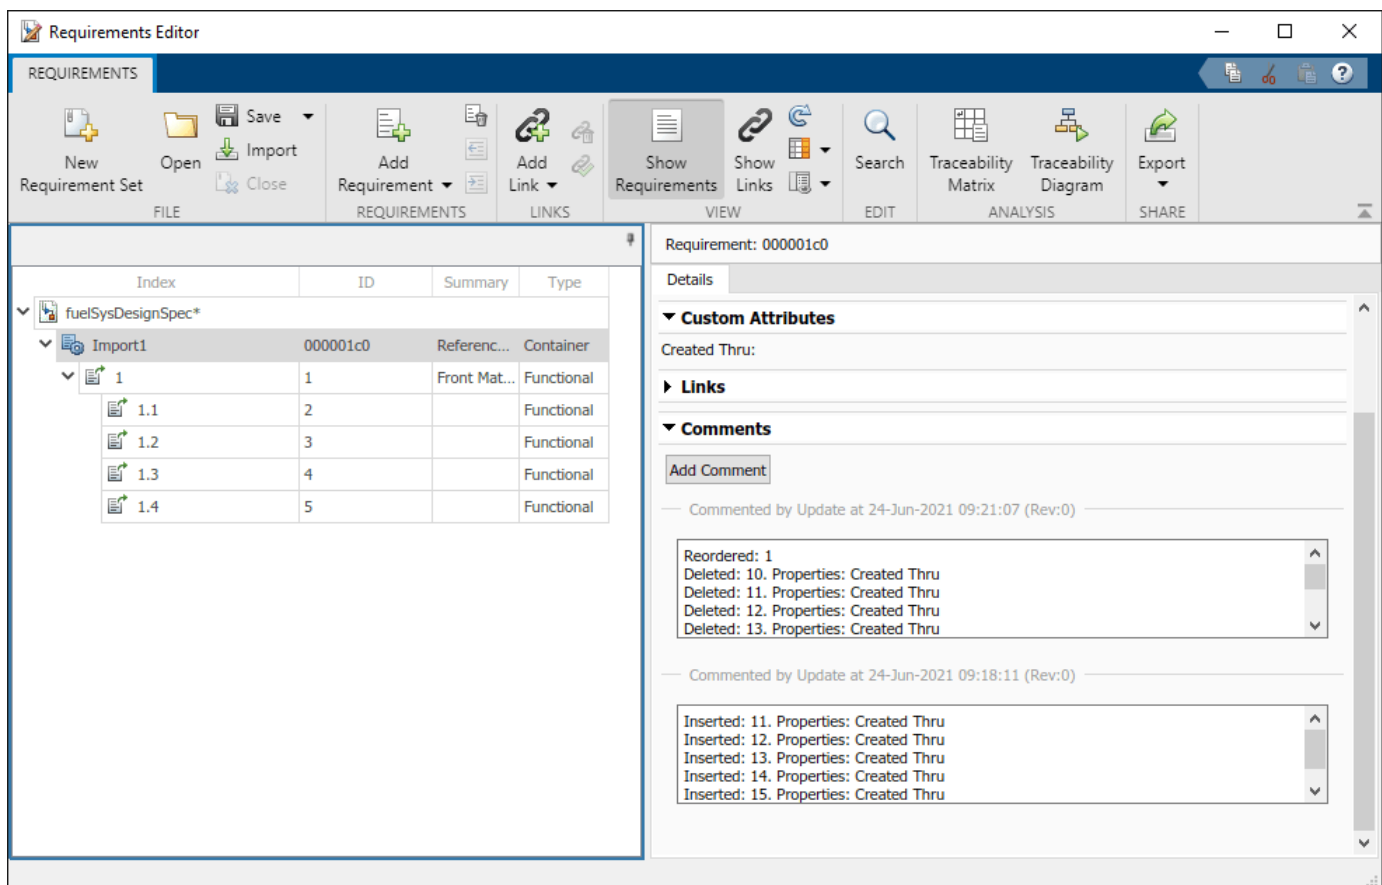 Requirements Editor
REQUIREMENTS
New Requirement Set
Open
Save
Import
Close
FILE
Add Requirement
REQUIREMENTS
Add Link
LINKS
Show Requirements
Show Links
VIEW
Search
EDIT
Traceability Matrix
Traceability Diagram
ANALYSIS
Export
SHARE
Index ID Summary Type
fuelSysDesignSpec*
Import1 000001c0 Referenc... Container
1 1 Front Mat... Functional
1.1 2 Functional
1.2 3 Functional
1.3 4 Functional
1.4 5 Functional
Requirement: 000001c0
Details
Custom Attributes
Created Thru:
Links
Comments
Add Comment
Commented by Update at 24-Jun-2021 09:21:07 (Rev:0)
Reordered: 1
Deleted: 10. Properties: Created Thru
Deleted: 11. Properties: Created Thru
Deleted: 12. Properties: Created Thru
Deleted: 13. Properties: Created Thru
Commented by Update at 24-Jun-2021 09:18:11 (Rev:0)
Inserted: 11. Properties: Created Thru
Inserted: 12. Properties: Created Thru
Inserted: 13. Properties: Created Thru
Inserted: 14. Properties: Created Thru
Inserted: 15. Properties: Created Thru